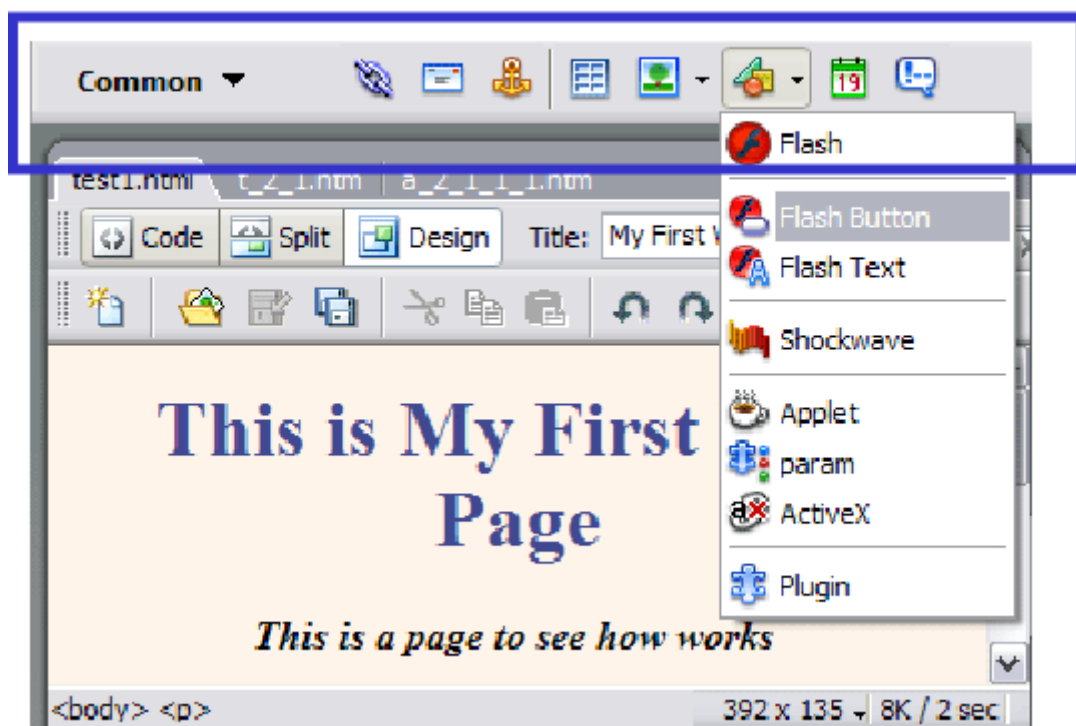 Common
19
Flash
test1.html t_2_1.htm a_2_1_1_1.htm
Code Split Design Title: My First
Flash Button
Flash Text
Shockwave
Applet
param
ActiveX
Plugin
This is My First
Page
This is a page to see how works
<body> <p> 392 x 135 8K / 2 sec